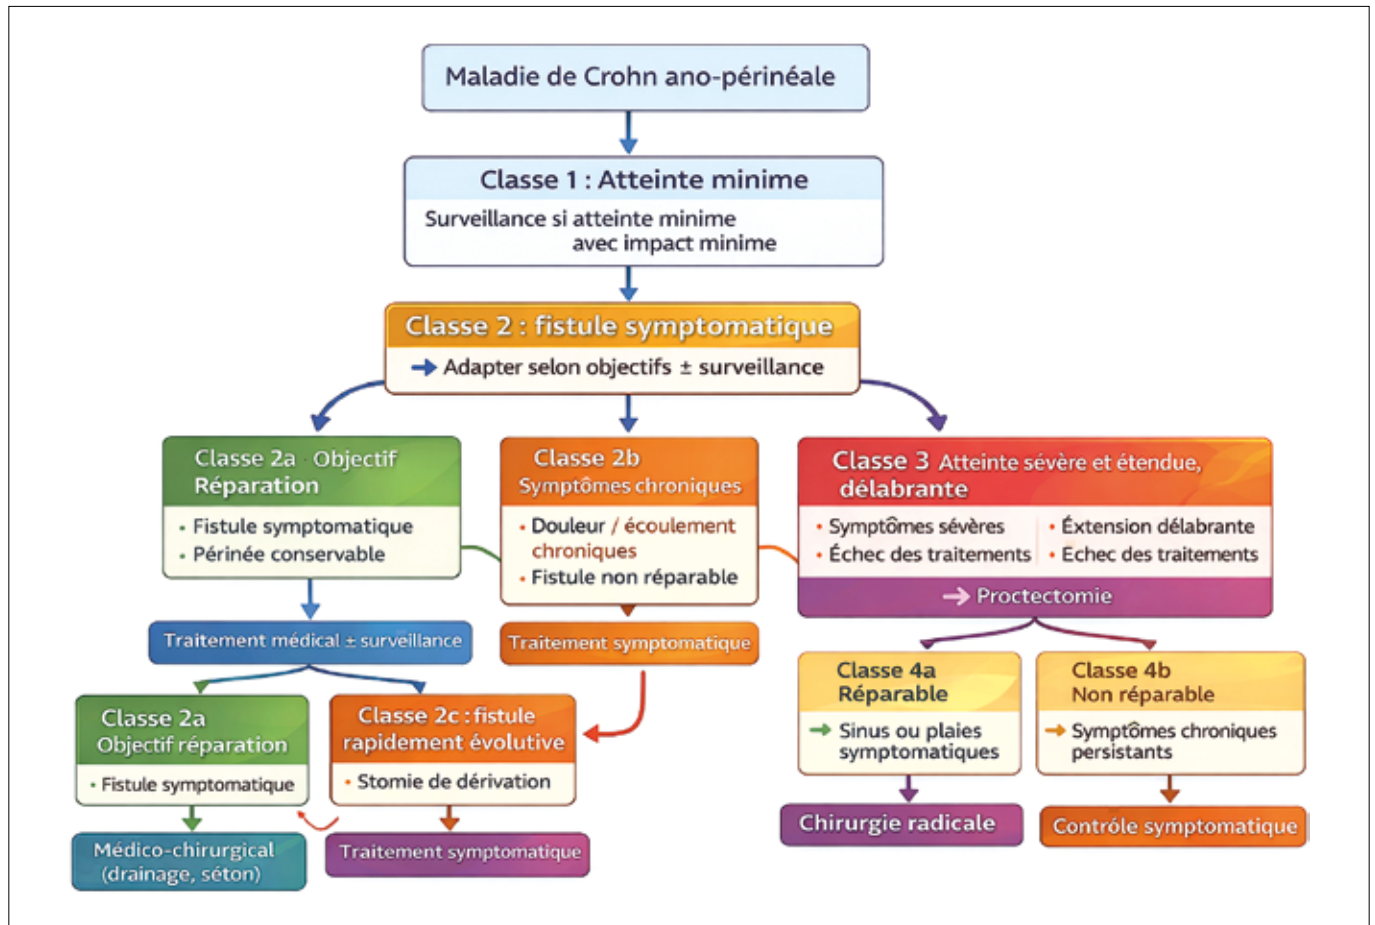 Maladie de Crohn ano-périnéale
Classe 1 : Atteinte minime
Surveillance si atteinte minime
avec impact minime
Classe 2 : fistule symptomatique
➔ Adapter selon objectifs ± surveillance
Classe 2a · Objectif
Réparation
• Fistule symptomatique
• Périnée conservable
Classe 2b
Symptômes chroniques
• Douleur / écoulement
chroniques
• Fistule non réparable
Classe 3 Atteinte sévère et étendue,
délabrante
• Symptômes sévères
• Échec des traitements
• Éxtension délabrante
• Echec des traitements
→ Proctectomie
Traitement médical ± surveillance
Traitement symptomatique
Classe 2a
Objectif réparation
• Fistule symptomatique
Classe 2c : fistule
rapidement évolutive
• Stomie de dérivation
Classe 4a
Réparable
→ Sinus ou plaies
symptomatiques
Classe 4b
Non réparable
→ Symptômes chroniques
persistants
Médico-chirurgical
(drainage, séton)
Traitement symptomatique
Chirurgie radicale
Contróle symptomatique